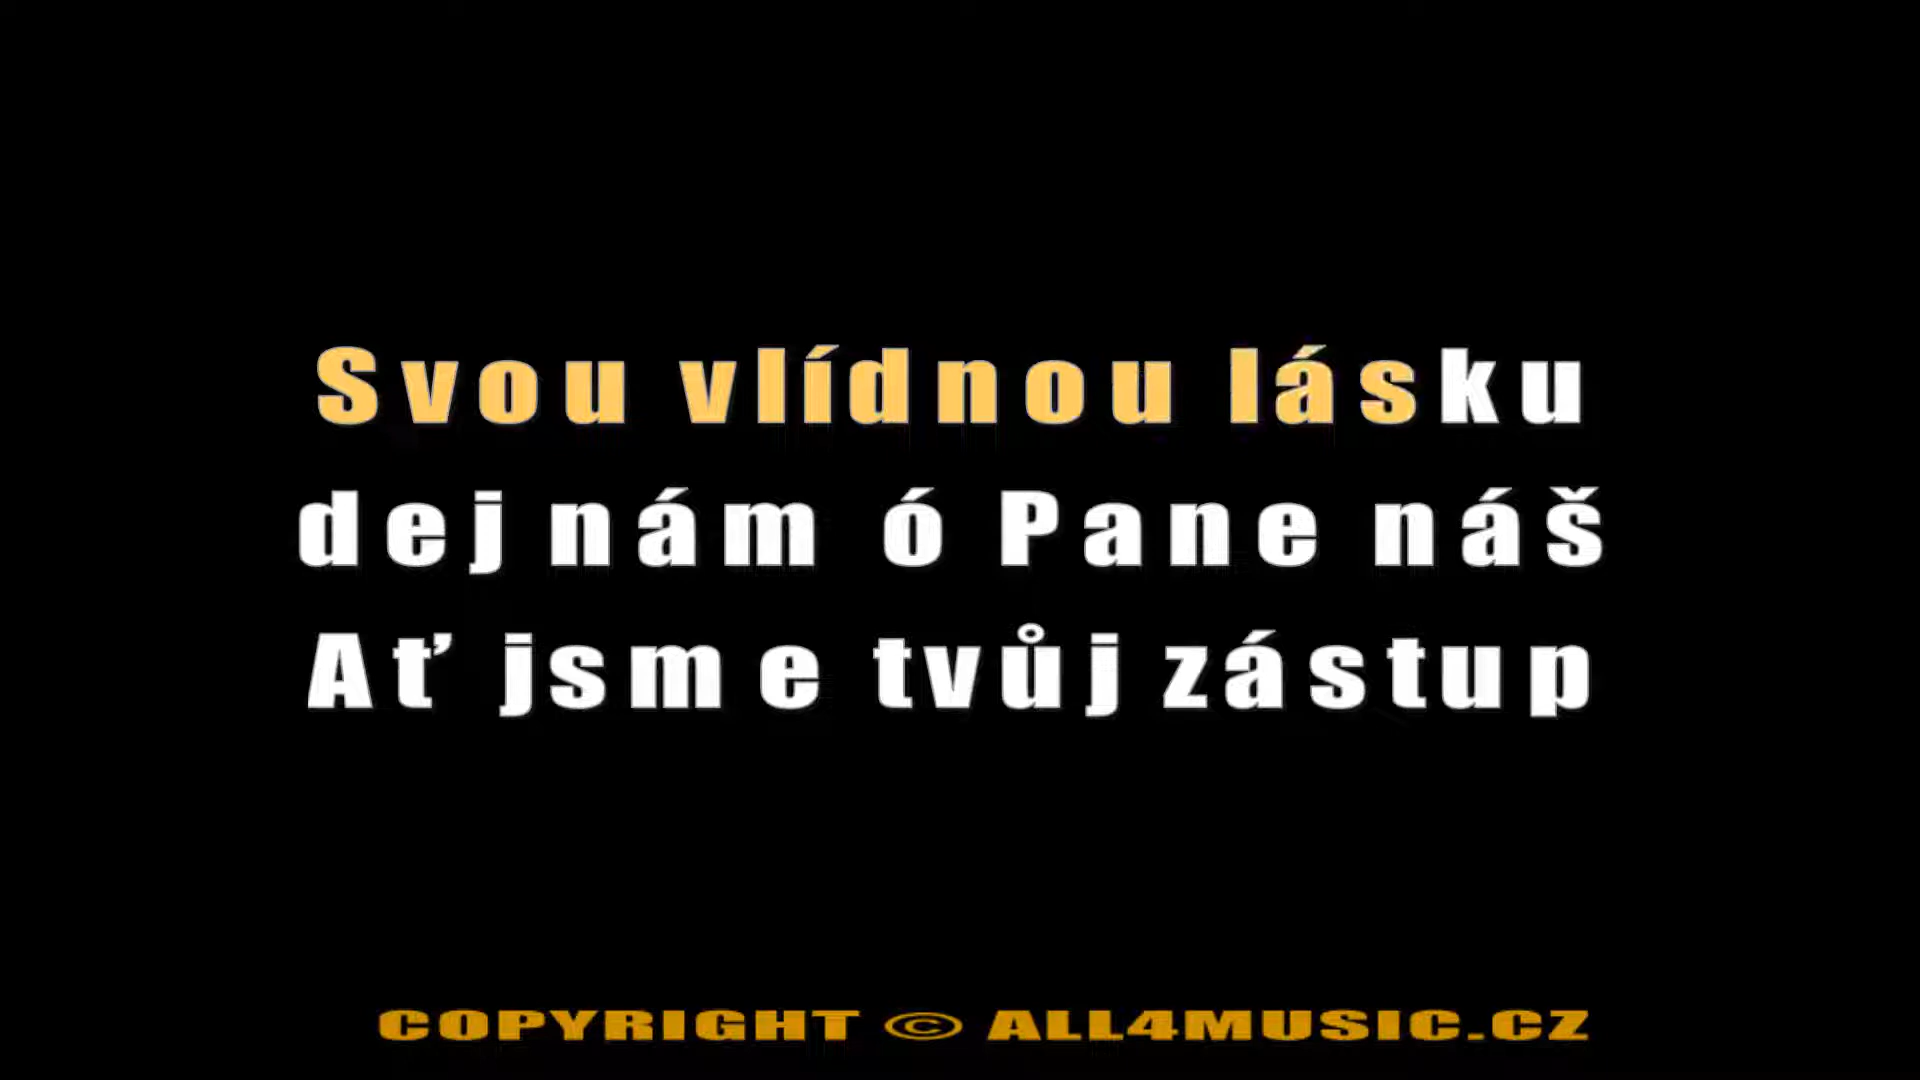 Svou vlídnou lásku
dej nám ó Pane náš
Ať jsme tvůj zástup
COPYRIGHT © ALL4MUSIC.CZ